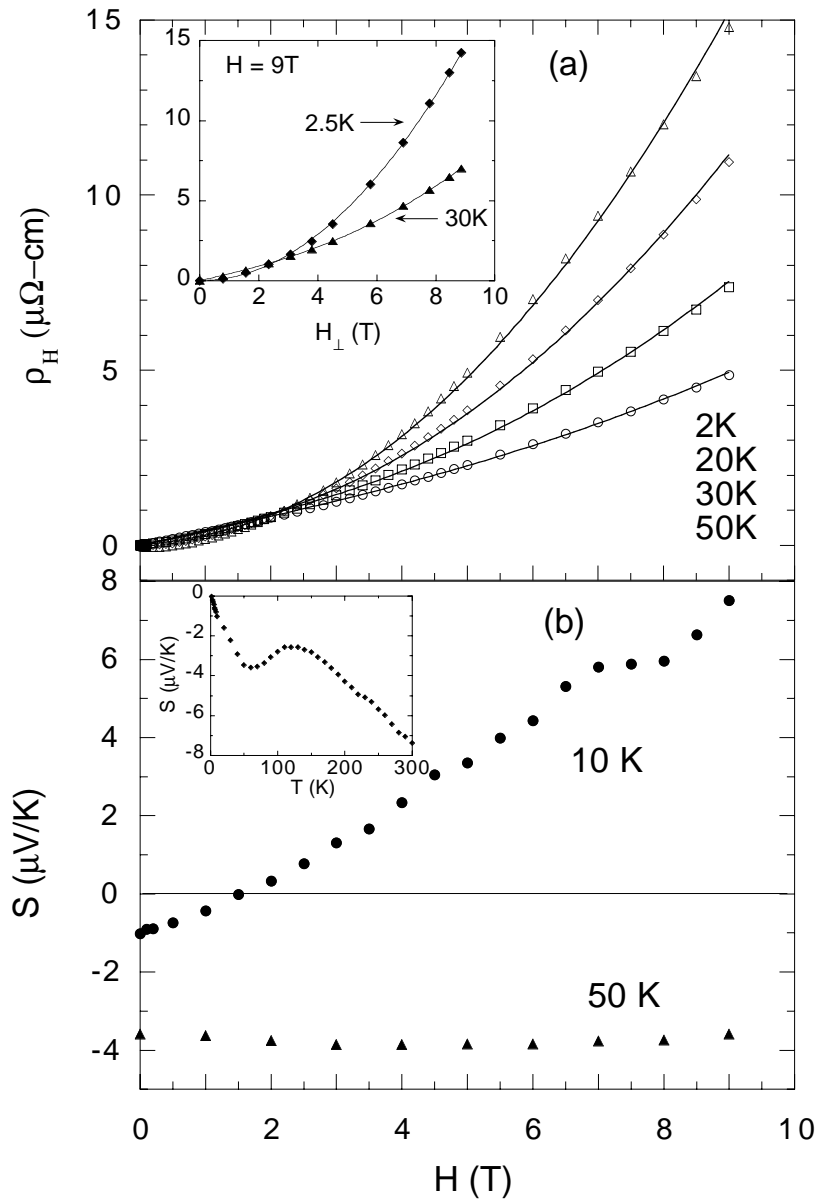 15
10
5
0
ρH (μΩ−cm)
(a)
15
10
5
0
H = 9T
2.5K
30K
0 2 4 6 8 10
H⊥ (T)
2K
20K
30K
50K
8
6
4
2
0
-2
-4
S (μV/K)
(b)
0
-2
-4
-6
-8
S (μV/K)
0 100 200 300
T (K)
10 K
50 K
0 2 4 6 8 10
H (T)